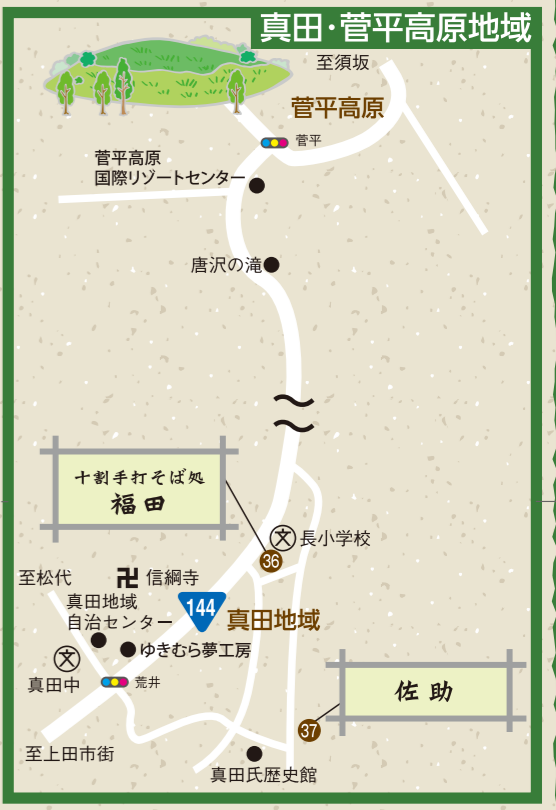 真田・菅平高原地域
至須坂
菅平高原
菅平
菅平高原
国際リゾートセンター
唐沢の滝
十割手打そば処
福田
文
長小学校
36
至松代
卍 信綱寺
真田地域
自治センター
144
真田地域
ゆきむら夢工房
文
真田中
荒井
佐助
37
至上田市街
真田氏歴史館